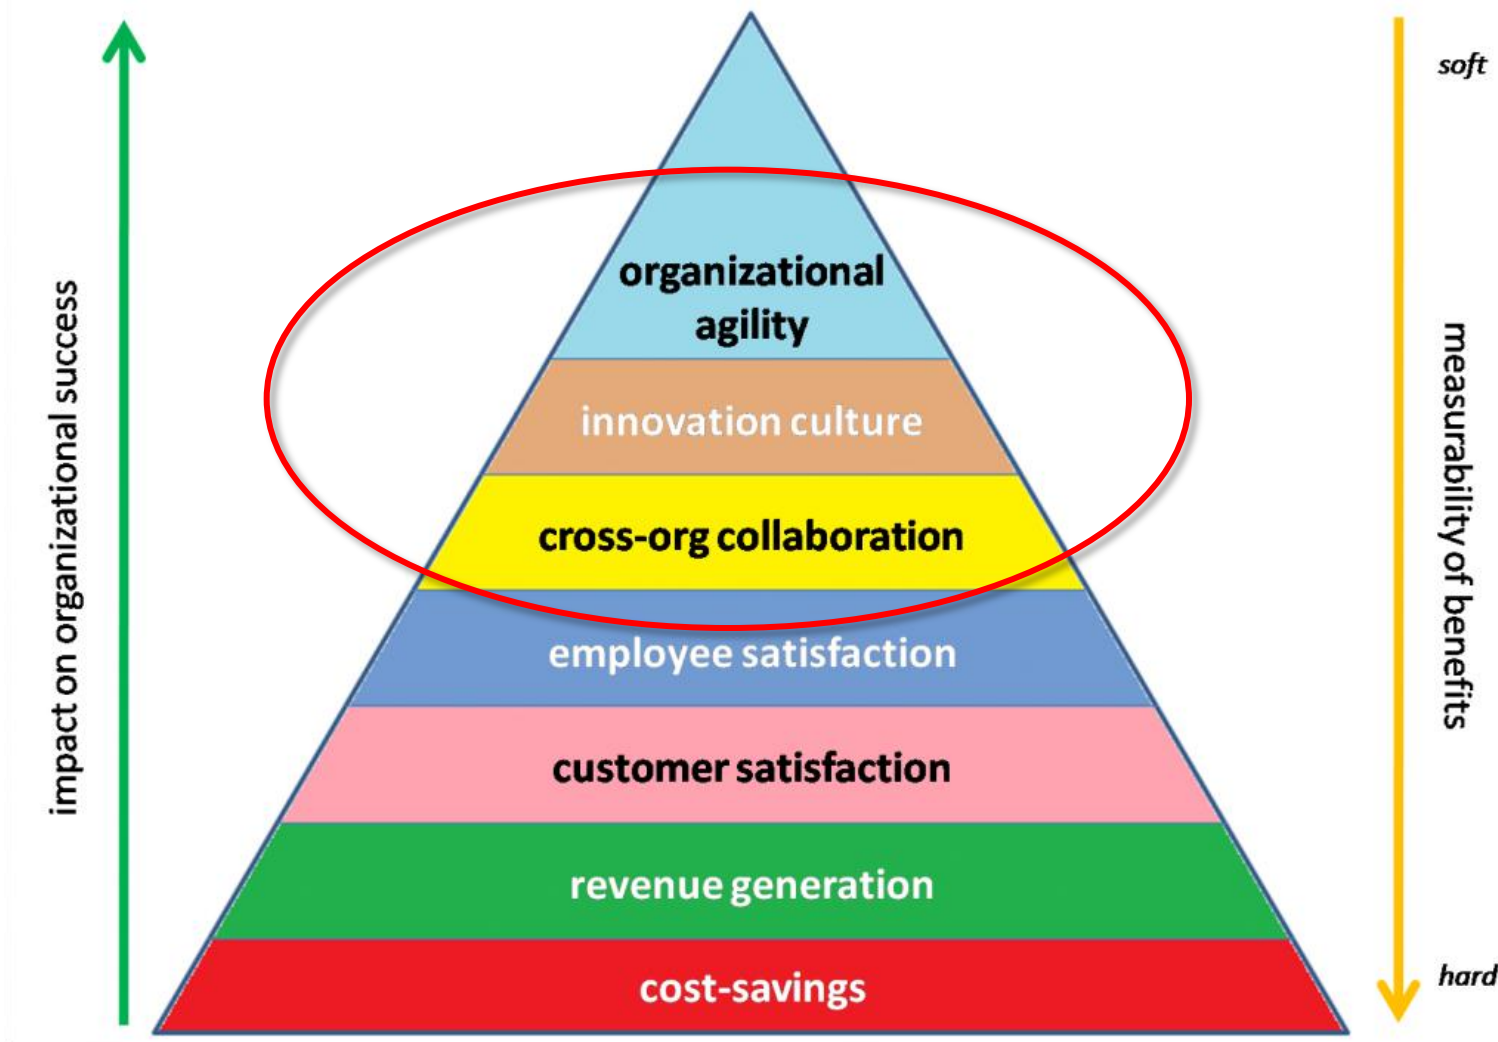 soft
organizational
agility
innovation culture
cross-org collaboration
employee satisfaction
customer satisfaction
revenue generation
cost-savings
hard
impact on organizational success
measurability of benefits